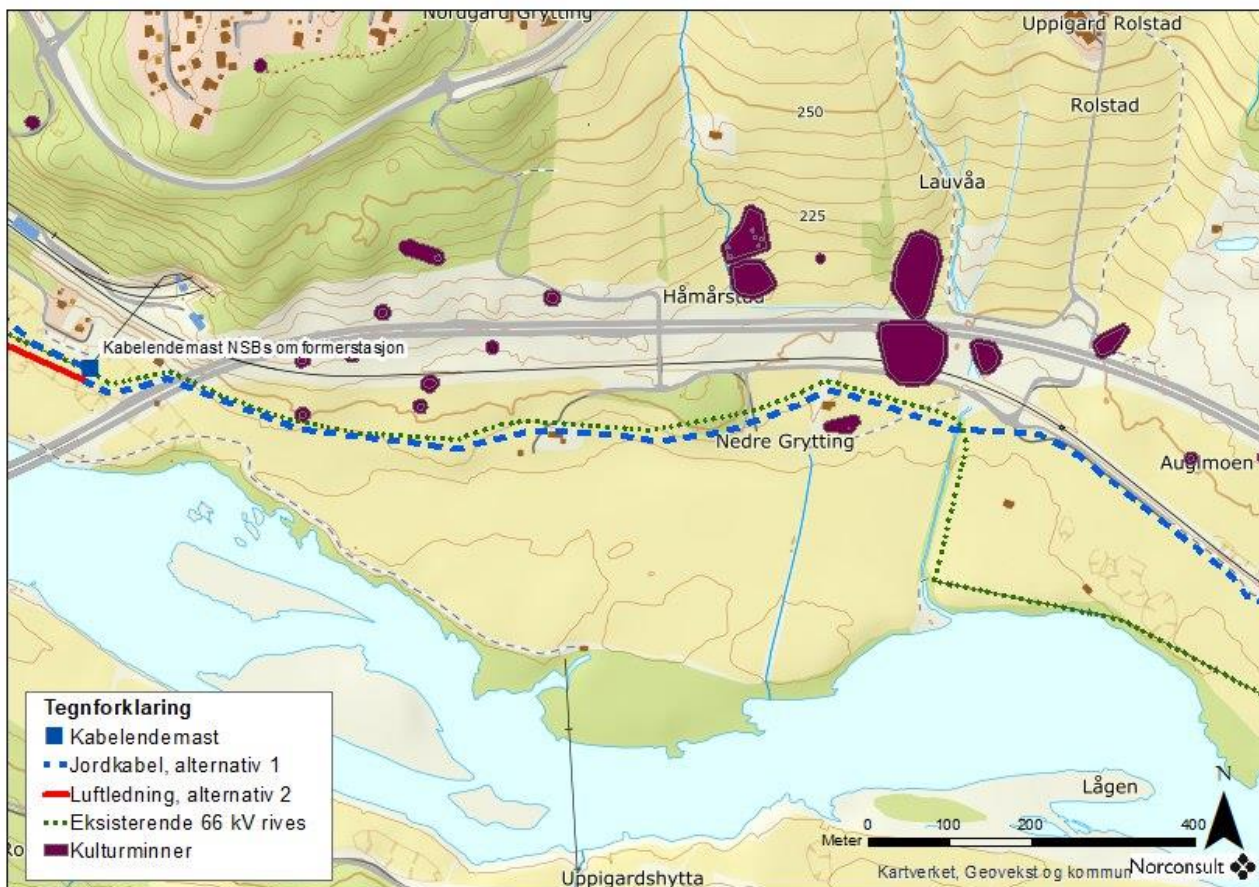 Nordgard Grytting
Uppigard Rolstad
Rolstad
250
Lauvåa
225
Håmårstad
Kabelendemast NSBs omformerstasjon
Nedre Grytting
Auglmoen
Tegnforklaring
Kabelendemast
Jordkabel, alternativ 1
Luftledning, alternativ 2
Eksisterende 66 kV rives
Kulturminner
Ro
Uppigardshytta
Lågen
N
Meter 0 100 200 400
Kartverket, Geovekst og kommun
Norconsult